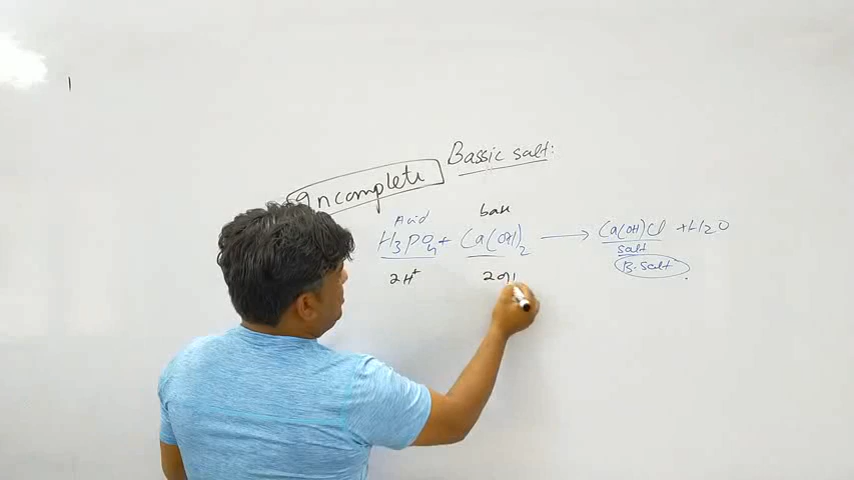 Bassic salt:
Incomplete
Acid base
H3PO4 + Ca(OH)2 → Ca(OH)Cl + H2O
salt
B. Salt
2H+ 2OH